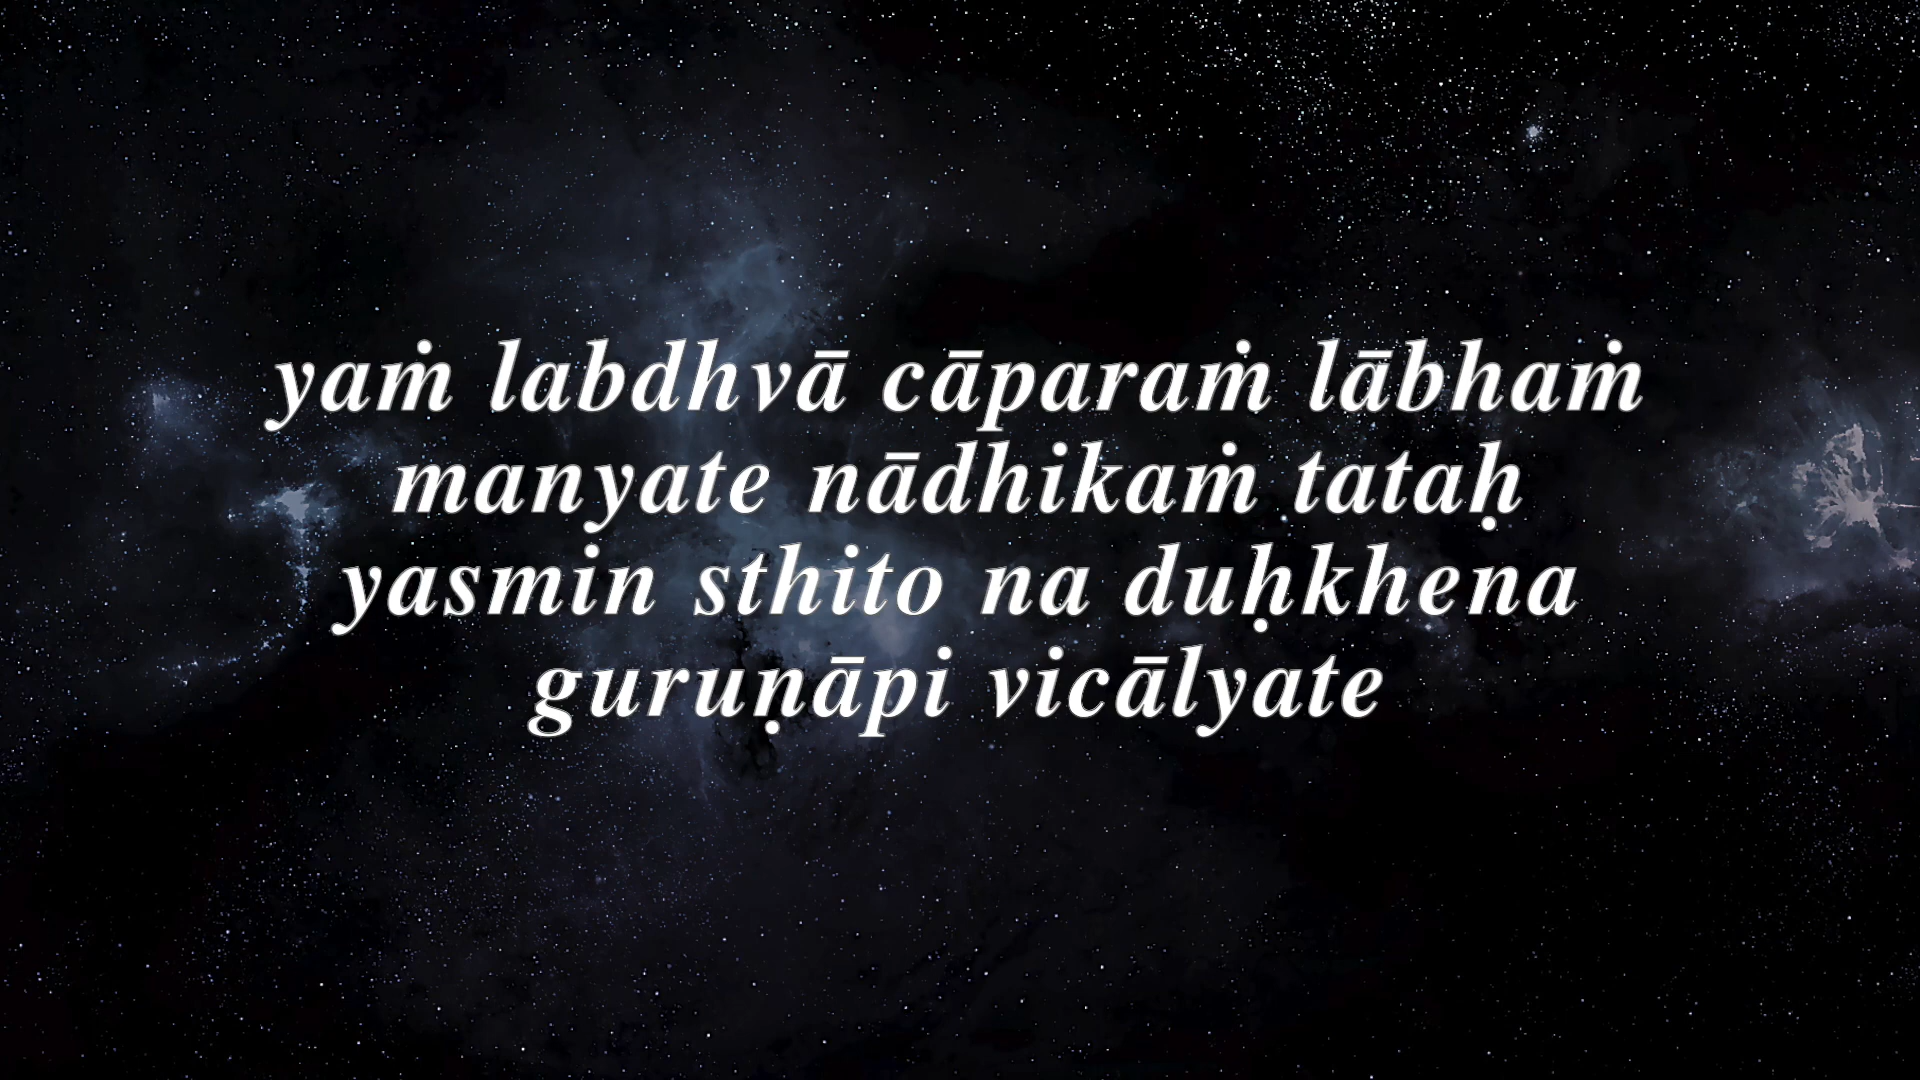 yaṁ labdhvā cāparaṁ lābhaṁ
manyate nādhikaṁ tataḥ
yasmin sthito na duḥkhena
guruṇāpi vicālyate